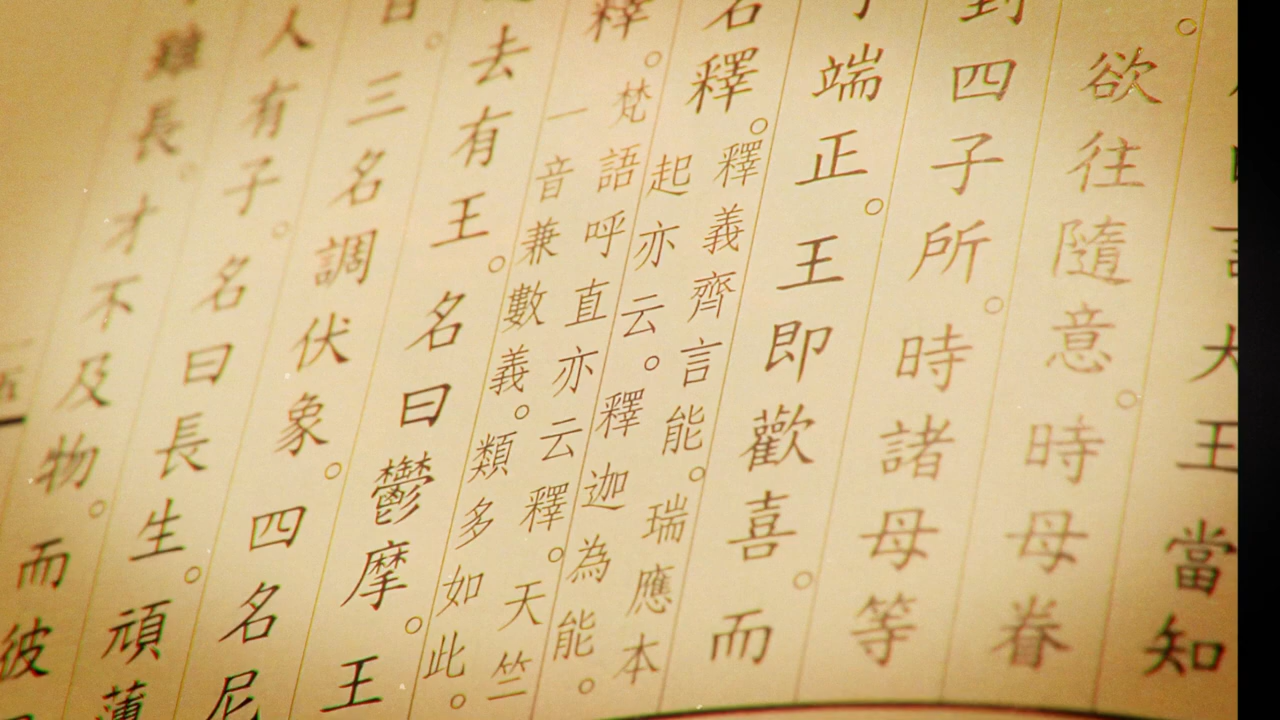 大王當知
。欲往隨意。時母眷
到四子所。時諸母等
端正。王即歡喜。而
名釋。釋義齊言能。瑞應本
起亦云。釋迦為能。
釋。梵語呼直亦云釋。天竺
一音兼數義。類多如此。
去有王。名曰鬱摩。王
。三名調伏象。四名尼
人有子。名曰長生。頑薄
雖長。才不及物。而彼